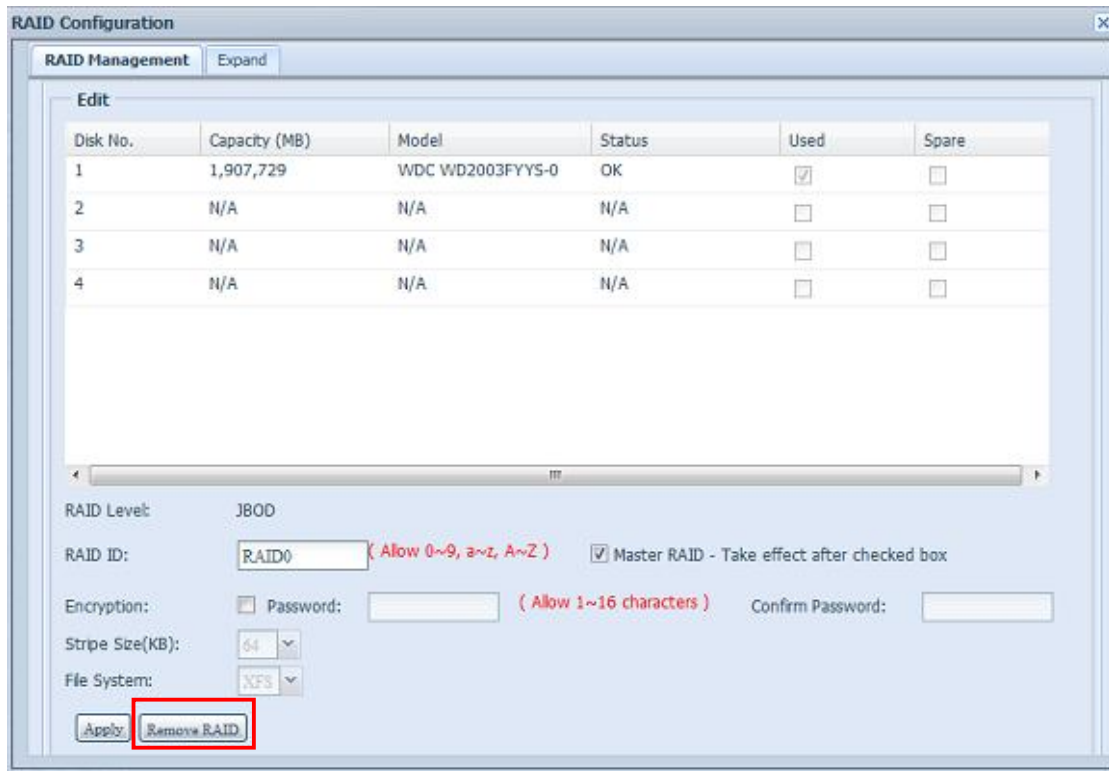 RAID Configuration
RAID Management Expand
Edit
Disk No. Capacity (MB) Model Status Used Spare
1 1,907,729 WDC WD2003FYYS-0 OK
2 N/A N/A N/A
3 N/A N/A N/A
4 N/A N/A N/A
RAID Level: JBOD
RAID ID: RAID0 ( Allow 0~9, a~z, A~Z ) Master RAID - Take effect after checked box
Encryption: Password: ( Allow 1~16 characters ) Confirm Password:
Stripe Size(KB): 64
File System: XFS
Apply Remove RAID